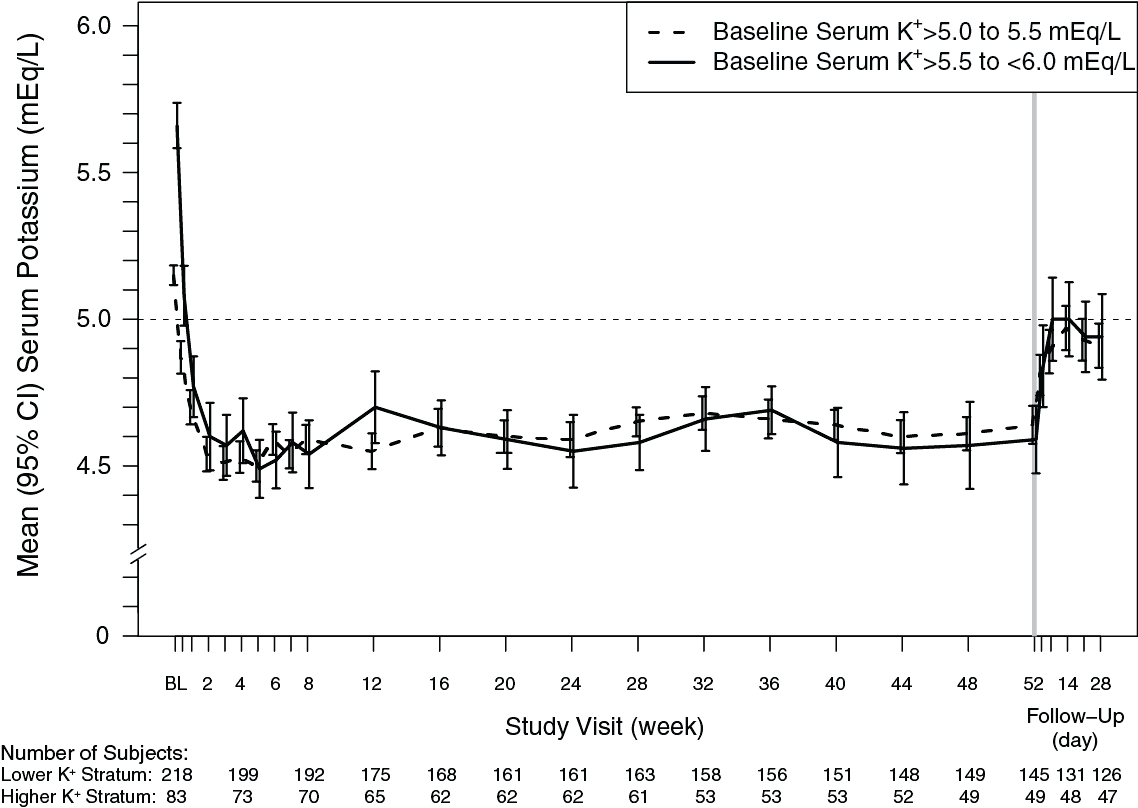 Baseline Serum K+>5.0 to 5.5 mEq/L
Baseline Serum K+>5.5 to <6.0 mEq/L
Mean (95% CI) Serum Potassium (mEq/L)
6.0
5.5
5.0
4.5
0
BL 2 4 6 8 12 16 20 24 28 32 36 40 44 48 52 14 28
Study Visit (week)
Follow–Up
(day)
Number of Subjects:
Lower K+ Stratum: 218 199 192 175 168 161 161 163 158 156 151 148 149 145 131 126
Higher K+ Stratum: 83 73 70 65 62 62 62 61 53 53 53 52 49 49 48 47